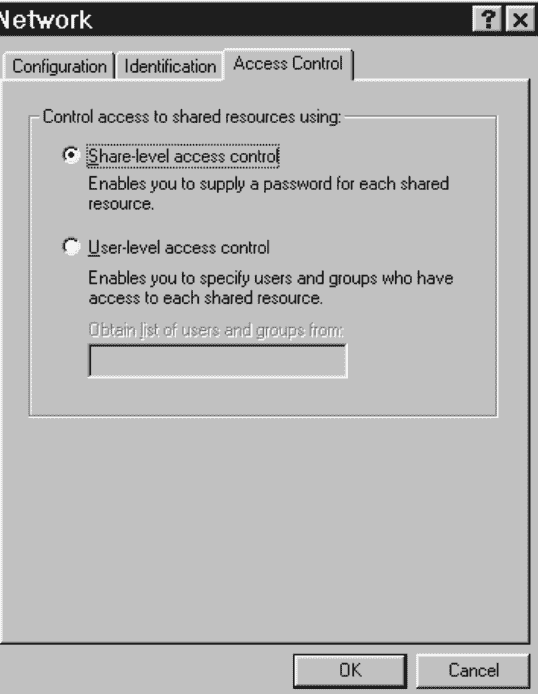 Network
Configuration Identification Access Control
Control access to shared resources using:
Share-level access control
Enables you to supply a password for each shared
resource.
User-level access control
Enables you to specify users and groups who have
access to each shared resource.
Obtain list of users and groups from:
OK Cancel